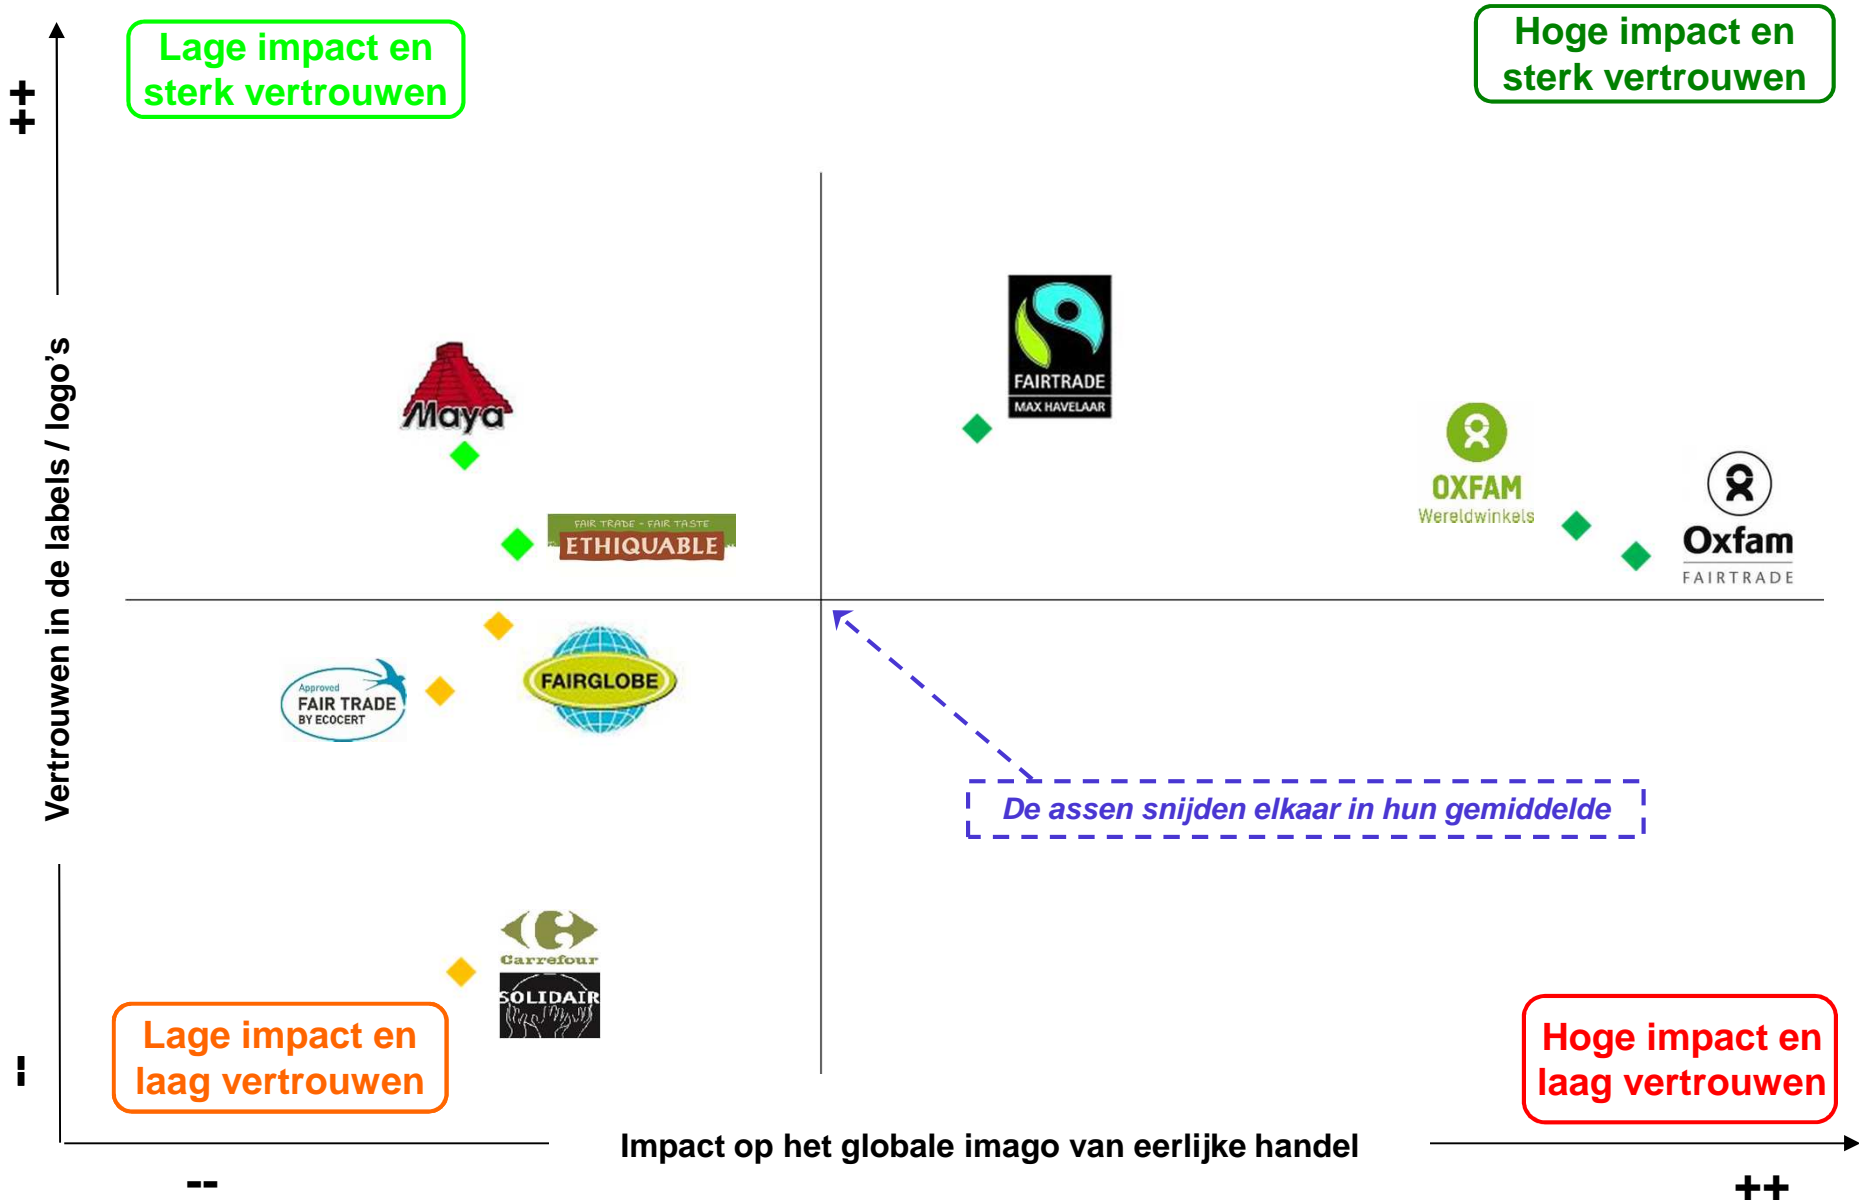 Lage impact en
sterk vertrouwen
Hoge impact en
sterk vertrouwen
++
Vertrouwen in de labels / logo's
--
Maya
FAIRTRADE
MAX HAVELAAR
OXFAM
Wereldwinkels
Oxfam
FAIRTRADE
FAIR TRADE - FAIR TASTE
ETHIQUABLE
Approved
FAIR TRADE
BY ECOCERT
FAIRGLOBE
De assen snijden elkaar in hun gemiddelde
Carrefour
SOLIDAIR
Lage impact en
laag vertrouwen
Hoge impact en
laag vertrouwen
Impact op het globale imago van eerlijke handel
--
++